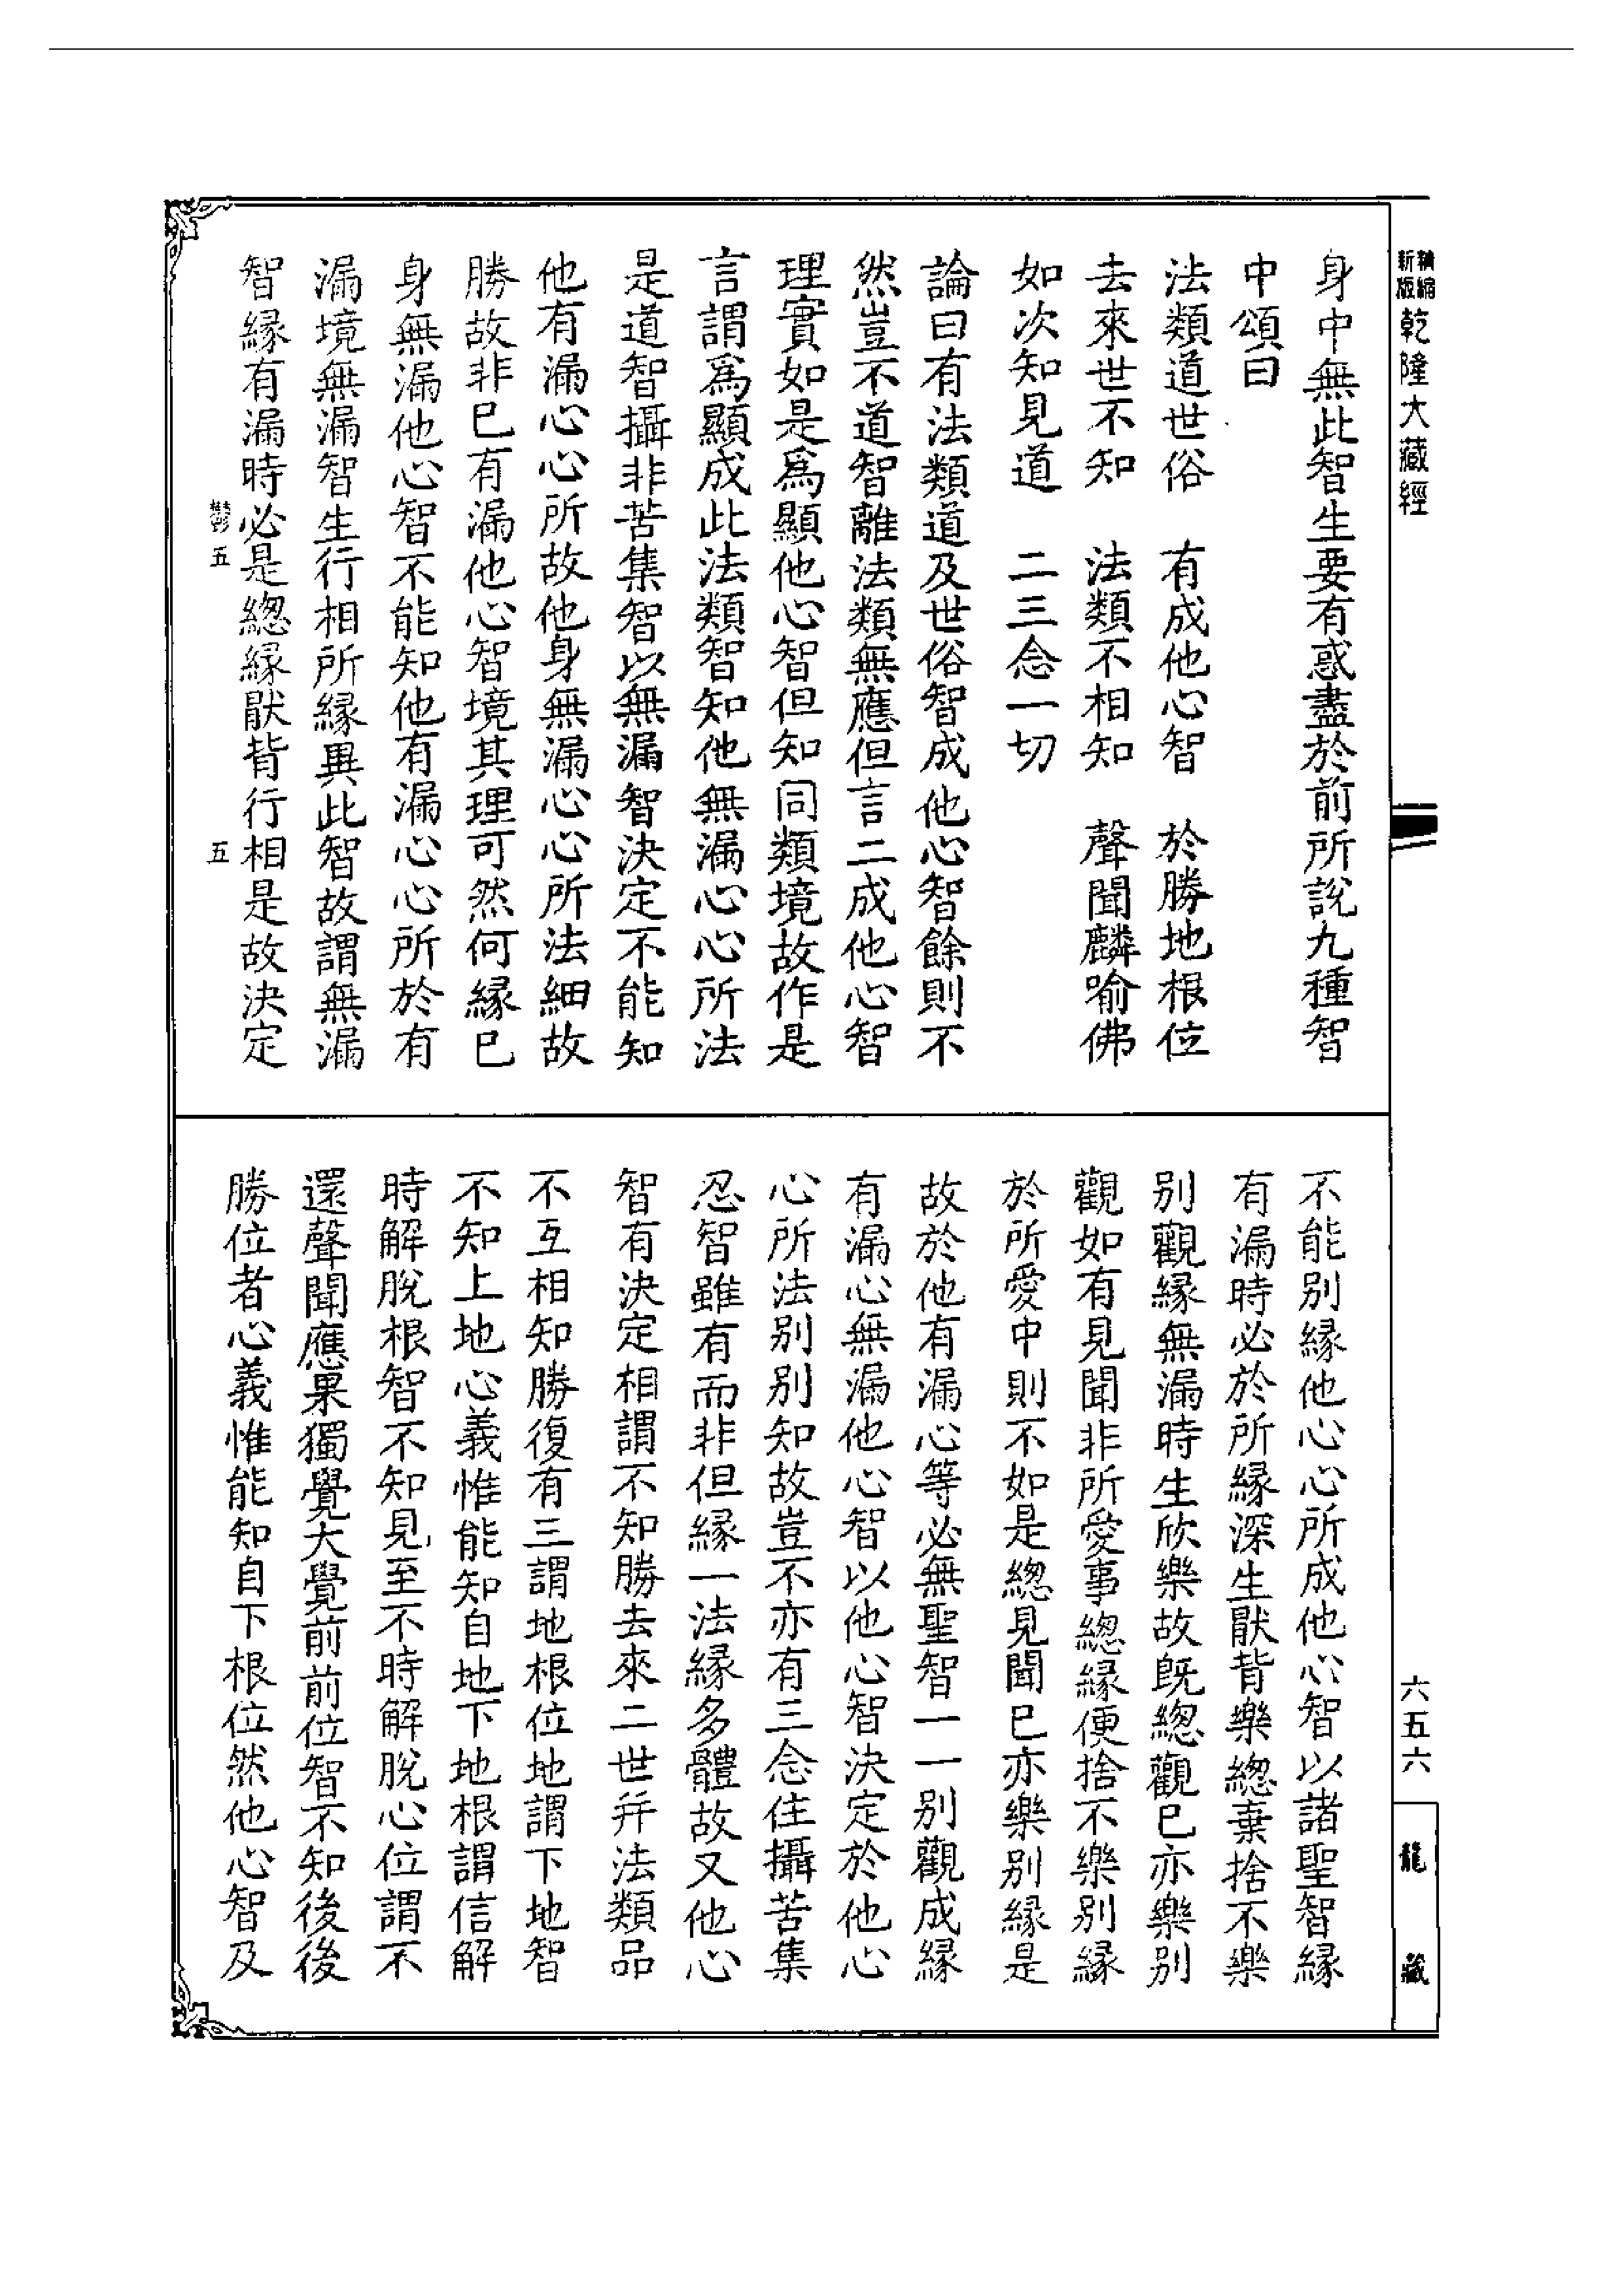 精縮新版乾隆大藏經
身中無此智生要有惑盡於前所說九種智
中頌曰
法類道世俗　有成他心智　於勝地根位
去來世不知　法類不相知　聲聞麟喻佛
如次知見道　二三念一切
論曰有法類道及世俗智成他心智餘則不
然豈不道智離法類無應但言二成他心智
理實如是爲顯他心智但知同類境故作是
言謂爲顯成此法類智知他無漏心心所法
是道智攝非苦集智以無漏智決定不能知
他有漏心心所故他身無漏心心所法細故
勝故非已有漏他心智境其理可然何緣已
身無漏他心智不能知他有漏心心所於有
漏境無漏智生行相所緣異此智故謂無漏
智緣有漏時必是總緣厭背行相是故決定
鬱五　五
不能別緣他心心所成他心智以諸聖智緣
有漏時必於所緣深生厭背樂總棄捨不樂
別觀緣無漏時生欣樂故旣總觀已亦樂別
觀如有見聞非所愛事總緣便捨不樂別緣
於所愛中則不如是總見聞已亦樂別緣是
故於他有漏心等必無聖智一一別觀成緣
有漏心無漏他心智以他心智決定於他心
心所法別別知故豈不亦有三念住攝苦集
忍智雖有而非但緣一法緣多體故又他心
智有決定相謂不知勝去來二世并法類品
不互相知勝復有三謂地根位地謂下地智
不知上地心義惟能知自地下地根謂信解
時解脫根智不知見至不時解脫心位謂不
還聲聞應果獨覺大覺前前位智不知後後
勝位者心義惟能知自下根位然他心智及
六五六
龍藏